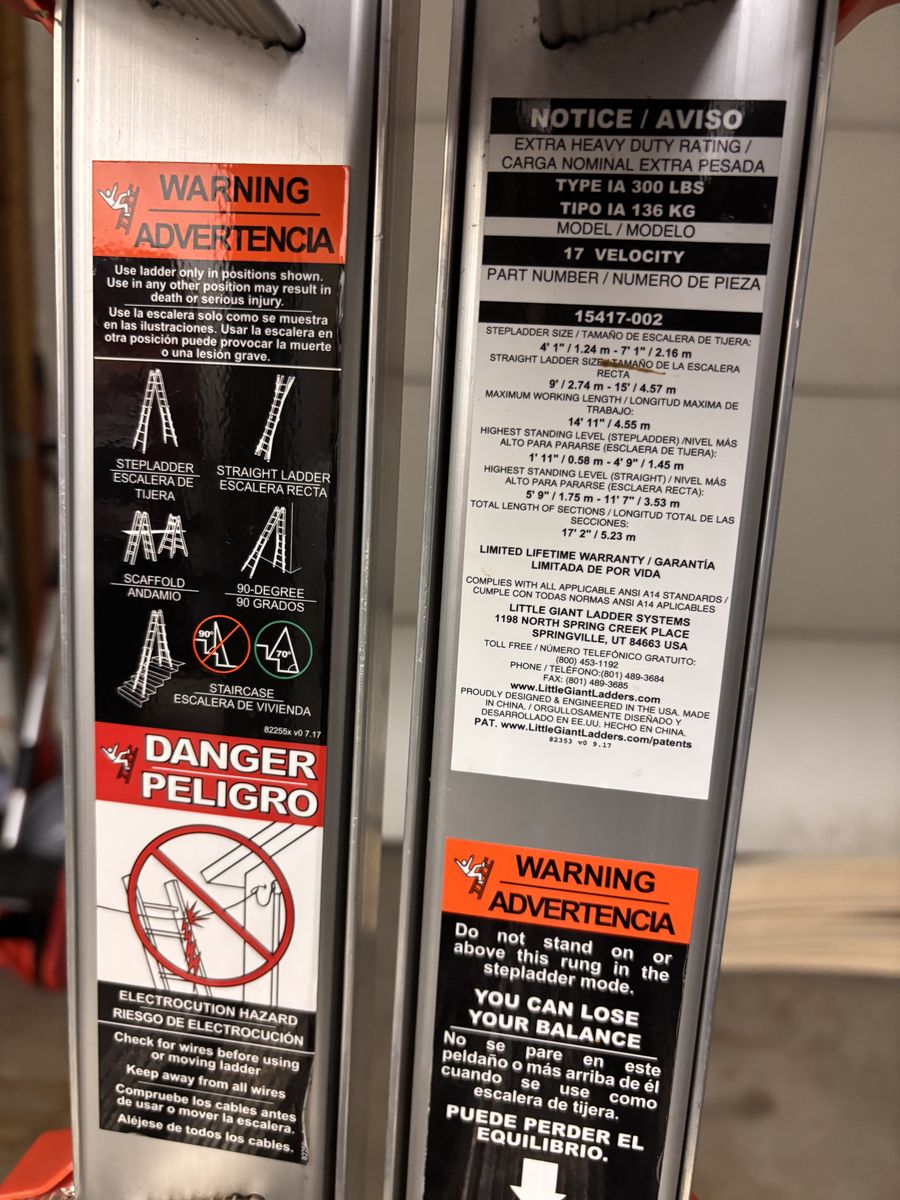 WARNING
ADVERTENCIA
Use ladder only in positions shown.
Use in any other position may result in
death or serious injury.
Use la escalera solo como se muestra
en las ilustraciones. Usar la escalera en
otra posición puede provocar la muerte
o una lesión grave.
STEPLADDER
ESCALERA DE
TIJERA
STRAIGHT LADDER
ESCALERA RECTA
SCAFFOLD
ANDAMIO
90-DEGREE
90 GRADOS
90°
70°
STAIRCASE
ESCALERA DE VIVIENDA
82255x v0 7.17
DANGER
PELIGRO
ELECTROCUTION HAZARD
RIESGO DE ELECTROCUCIÓN
Check for wires before using
or moving ladder
Keep away from all wires
Compruebe los cables antes
de usar o mover la escalera.
Aléjese de todos los cables.
NOTICE / AVISO
EXTRA HEAVY DUTY RATING /
CARGA NOMINAL EXTRA PESADA
TYPE IA 300 LBS
TIPO IA 136 KG
MODEL / MODELO
17 VELOCITY
PART NUMBER / NUMERO DE PIEZA
15417-002
STEPLADDER SIZE / TAMAÑO DE ESCALERA DE TIJERA:
4' 1" / 1.24 m - 7' 1" / 2.16 m
STRAIGHT LADDER SIZE / TAMAÑO DE LA ESCALERA
RECTA
9' / 2.74 m - 15' / 4.57 m
MAXIMUM WORKING LENGTH / LONGITUD MAXIMA DE
TRABAJO:
14' 11" / 4.55 m
HIGHEST STANDING LEVEL (STEPLADDER) /NIVEL MÁS
ALTO PARA PARARSE (ESCLAERA DE TIJERA):
1' 11" / 0.58 m - 4' 9" / 1.45 m
HIGHEST STANDING LEVEL (STRAIGHT) / NIVEL MÁS
ALTO PARA PARARSE (ESCLAERA RECTA):
5' 9" / 1.75 m - 11' 7" / 3.53 m
TOTAL LENGTH OF SECTIONS / LONGITUD TOTAL DE LAS
SECCIONES:
17' 2" / 5.23 m
LIMITED LIFETIME WARRANTY / GARANTÍA
LIMITADA DE POR VIDA
COMPLIES WITH ALL APPLICABLE ANSI A14 STANDARDS /
CUMPLE CON TODAS NORMAS ANSI A14 APLICABLES
LITTLE GIANT LADDER SYSTEMS
1198 NORTH SPRING CREEK PLACE
SPRINGVILLE, UT 84663 USA
TOLL FREE / NÚMERO TELEFÓNICO GRATUITO:
(800) 453-1192
PHONE / TELÉFONO:(801) 489-3684
FAX: (801) 489-3685
www.LittleGiantLadders.com
PROUDLY DESIGNED & ENGINEERED IN THE USA. MADE
IN CHINA. / ORGULLOSAMENTE DISEÑADO Y
DESARROLLADO EN EE.UU. HECHO EN CHINA.
PAT. www.LittleGiantLadders.com/patents
82353 v0 9.17
WARNING
ADVERTENCIA
Do not stand on or
above this rung in the
stepladder mode.
YOU CAN LOSE
YOUR BALANCE
No se pare en este
peldaño o más arriba de él
cuando se use como
escalera de tijera.
PUEDE PERDER EL
EQUILIBRIO.